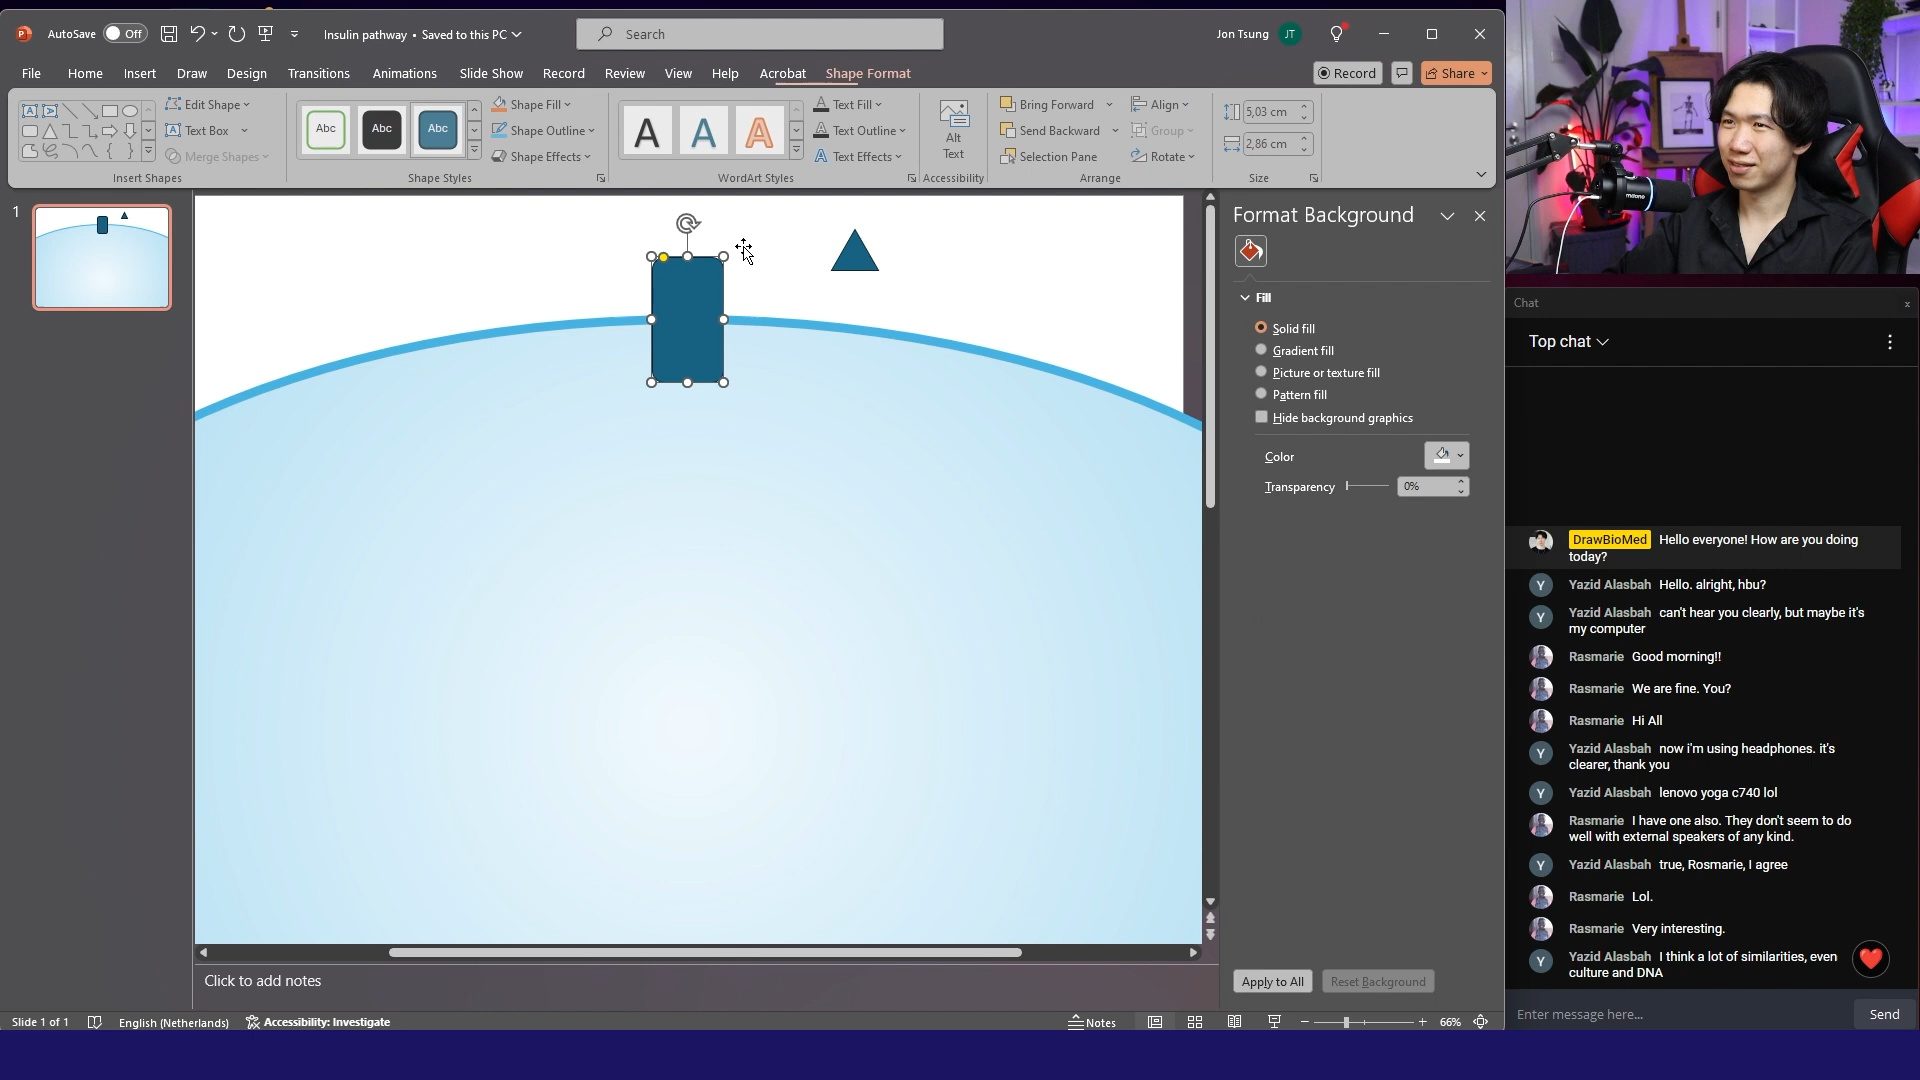 AutoSave Off Insulin pathway • Saved to this PC Search Jon Tsung JT
File Home Insert Draw Design Transitions Animations Slide Show Record Review View Help Acrobat Shape Format Record Share
Edit Shape
Text Box
Merge Shapes
Insert Shapes
Abc Abc Abc
Shape Fill
Shape Outline
Shape Effects
Shape Styles
A A A
Text Fill
Text Outline
Text Effects
WordArt Styles
Alt
Text
Accessibility
Bring Forward
Send Backward
Selection Pane
Align
Group
Rotate
Arrange
5,03 cm
2,86 cm
Size
1
Format Background
Fill
Solid fill
Gradient fill
Picture or texture fill
Pattern fill
Hide background graphics
Color
Transparency 0%
Apply to All Reset Background
Click to add notes
Slide 1 of 1 English (Netherlands) Accessibility: Investigate Notes 66%
Chat x
Top chat
DrawBioMed Hello everyone! How are you doing
today?
Y Yazid Alasbah Hello. alright, hbu?
Y Yazid Alasbah can't hear you clearly, but maybe it's
my computer
Rasmarie Good morning!!
Rasmarie We are fine. You?
Rasmarie Hi All
Y Yazid Alasbah now i'm using headphones. it's
clearer, thank you
Y Yazid Alasbah lenovo yoga c740 lol
Rasmarie I have one also. They don't seem to do
well with external speakers of any kind.
Y Yazid Alasbah true, Rosmarie, I agree
Rasmarie Lol.
Rasmarie Very interesting.
Y Yazid Alasbah I think a lot of similarities, even
culture and DNA
Enter message here... Send